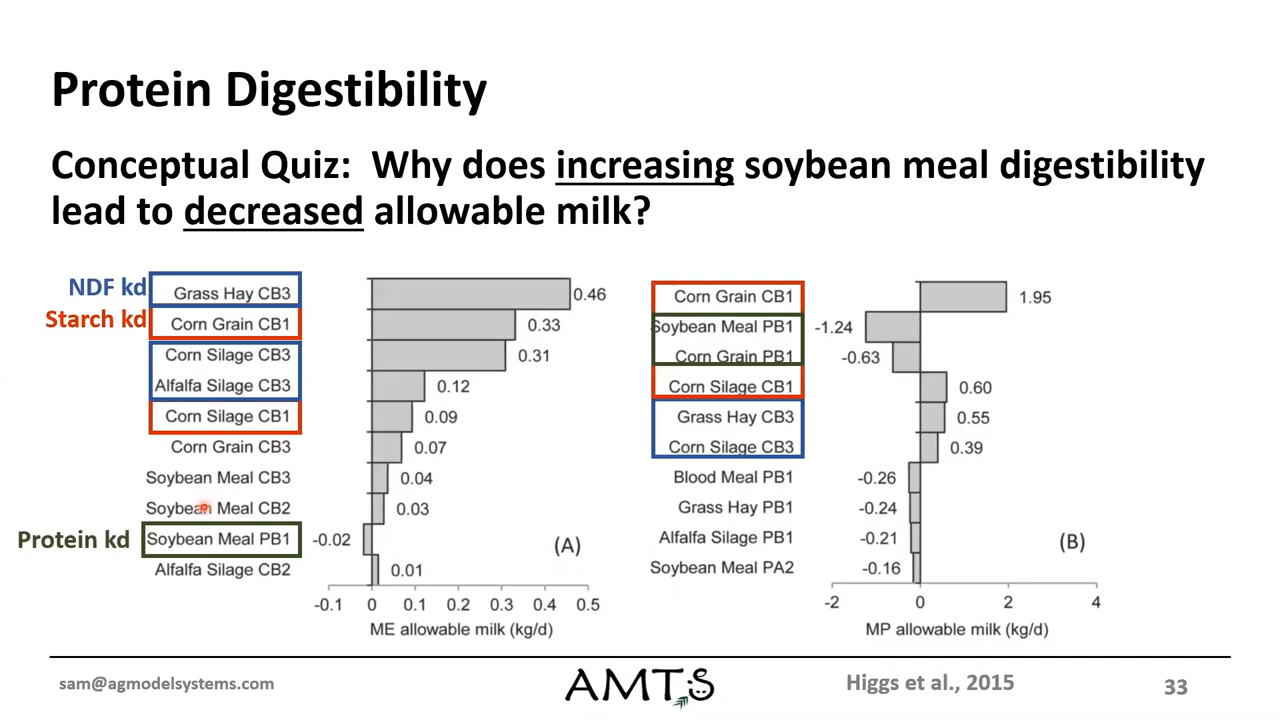 Protein Digestibility
Conceptual Quiz: Why does increasing soybean meal digestibility
lead to decreased allowable milk?
NDF kd
Starch kd
Protein kd
Grass Hay CB3
0.46
Corn Grain CB1
0.33
Corn Silage CB3
0.31
Alfalfa Silage CB3
0.12
Corn Silage CB1
0.09
Corn Grain CB3
0.07
Soybean Meal CB3
0.04
Soybean Meal CB2
0.03
Soybean Meal PB1
-0.02
Alfalfa Silage CB2
0.01
(A)
-0.1 0 0.1 0.2 0.3 0.4 0.5
ME allowable milk (kg/d)
Corn Grain CB1
1.95
Soybean Meal PB1
-1.24
Corn Grain PB1
-0.63
Corn Silage CB1
0.60
Grass Hay CB3
0.55
Corn Silage CB3
0.39
Blood Meal PB1
-0.26
Grass Hay PB1
-0.24
Alfalfa Silage PB1
-0.21
Soybean Meal PA2
-0.16
(B)
-2 0 2 4
MP allowable milk (kg/d)
sam@agmodelsystems.com
AMTS
Higgs et al., 2015
33